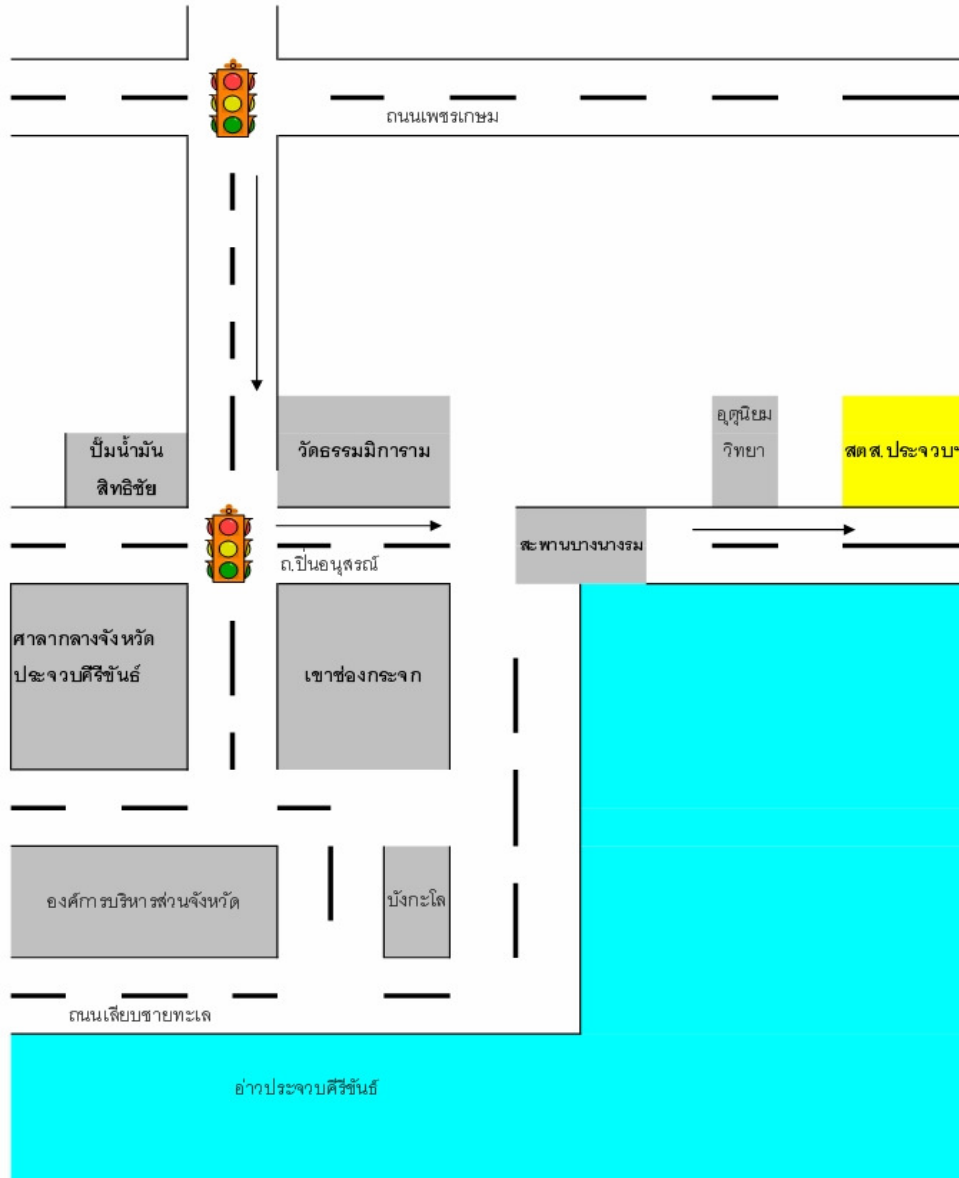 ถนนเพชรเกษม
ปั๊มน้ำมัน
สิทธิชัย
วัดธรรมมิการาม
อุตุนิยม
วิทยา
สตส.ประจวบฯ
สะพานบางนางรม
ถ.ปิ่นอนุสรณ์
ศาลากลางจังหวัด
ประจวบคีรีขันธ์
เขาช่องกระจก
องค์การบริหารส่วนจังหวัด
บังกะโล
ถนนเลียบชายทะเล
อ่าวประจวบคีรีขันธ์